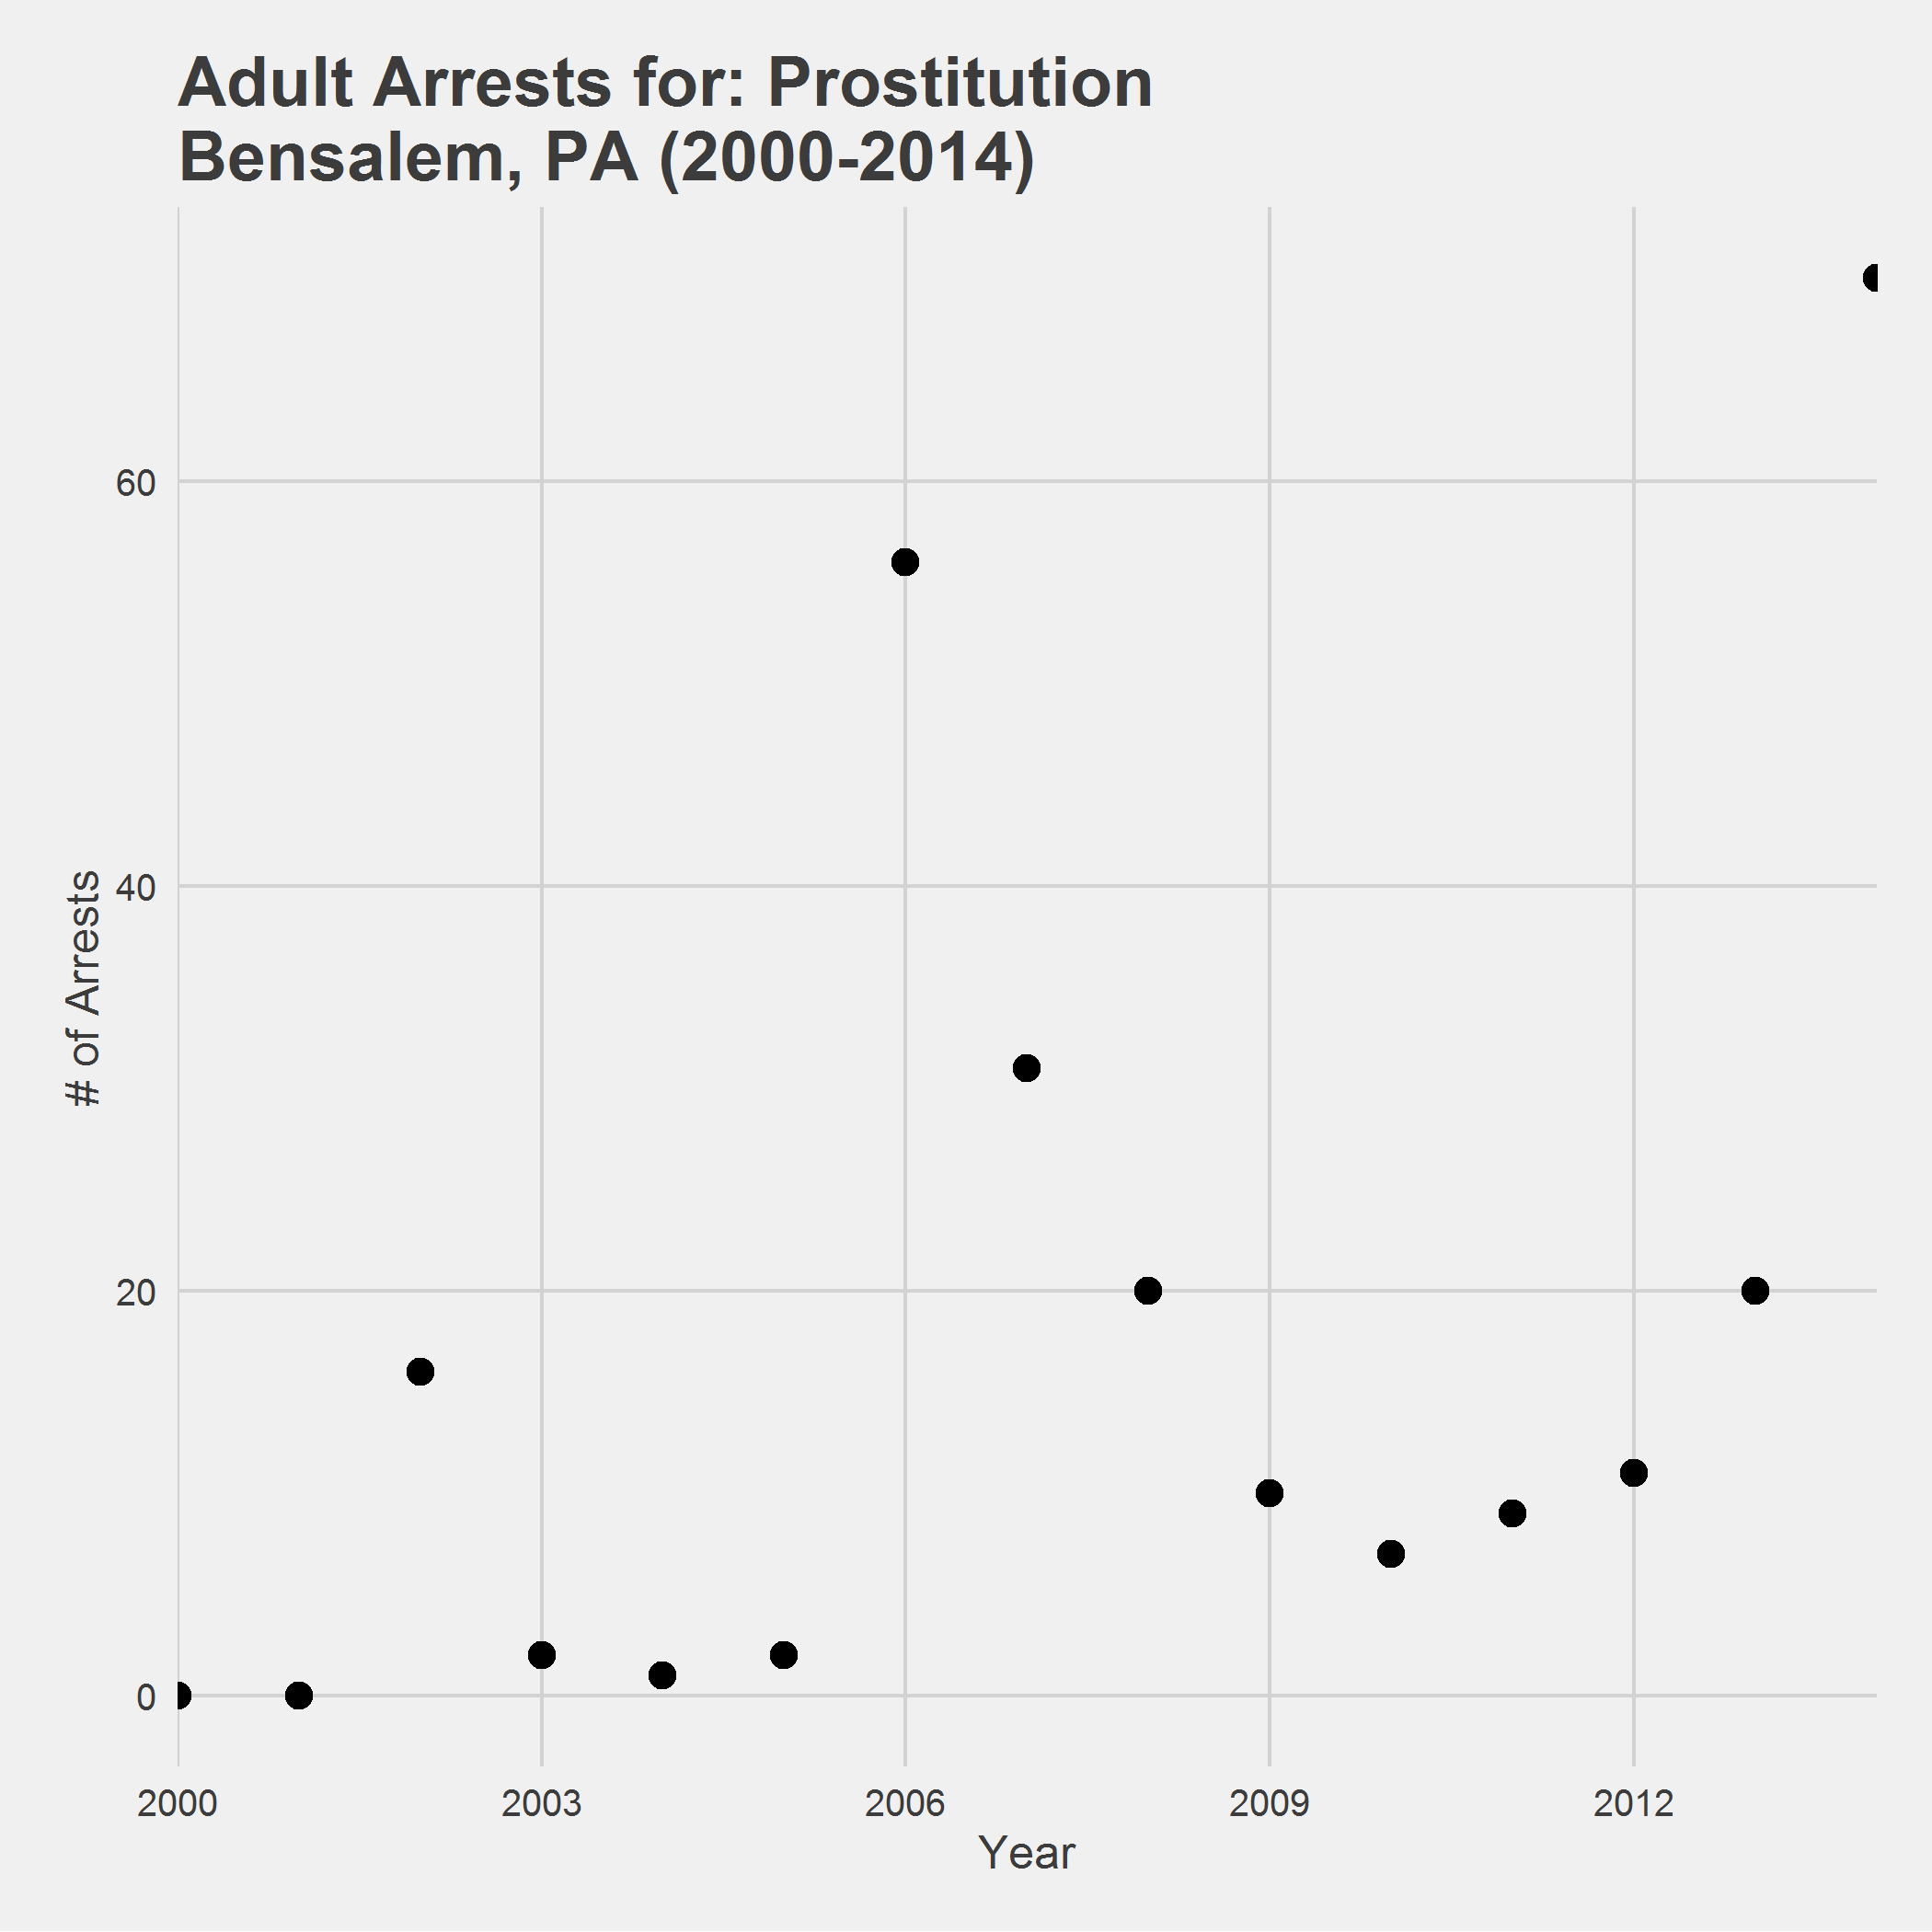 Adult Arrests for: Prostitution
Bensalem, PA (2000-2014)
60
40
20
0
# of Arrests
2000 2003 2006 2009 2012
Year